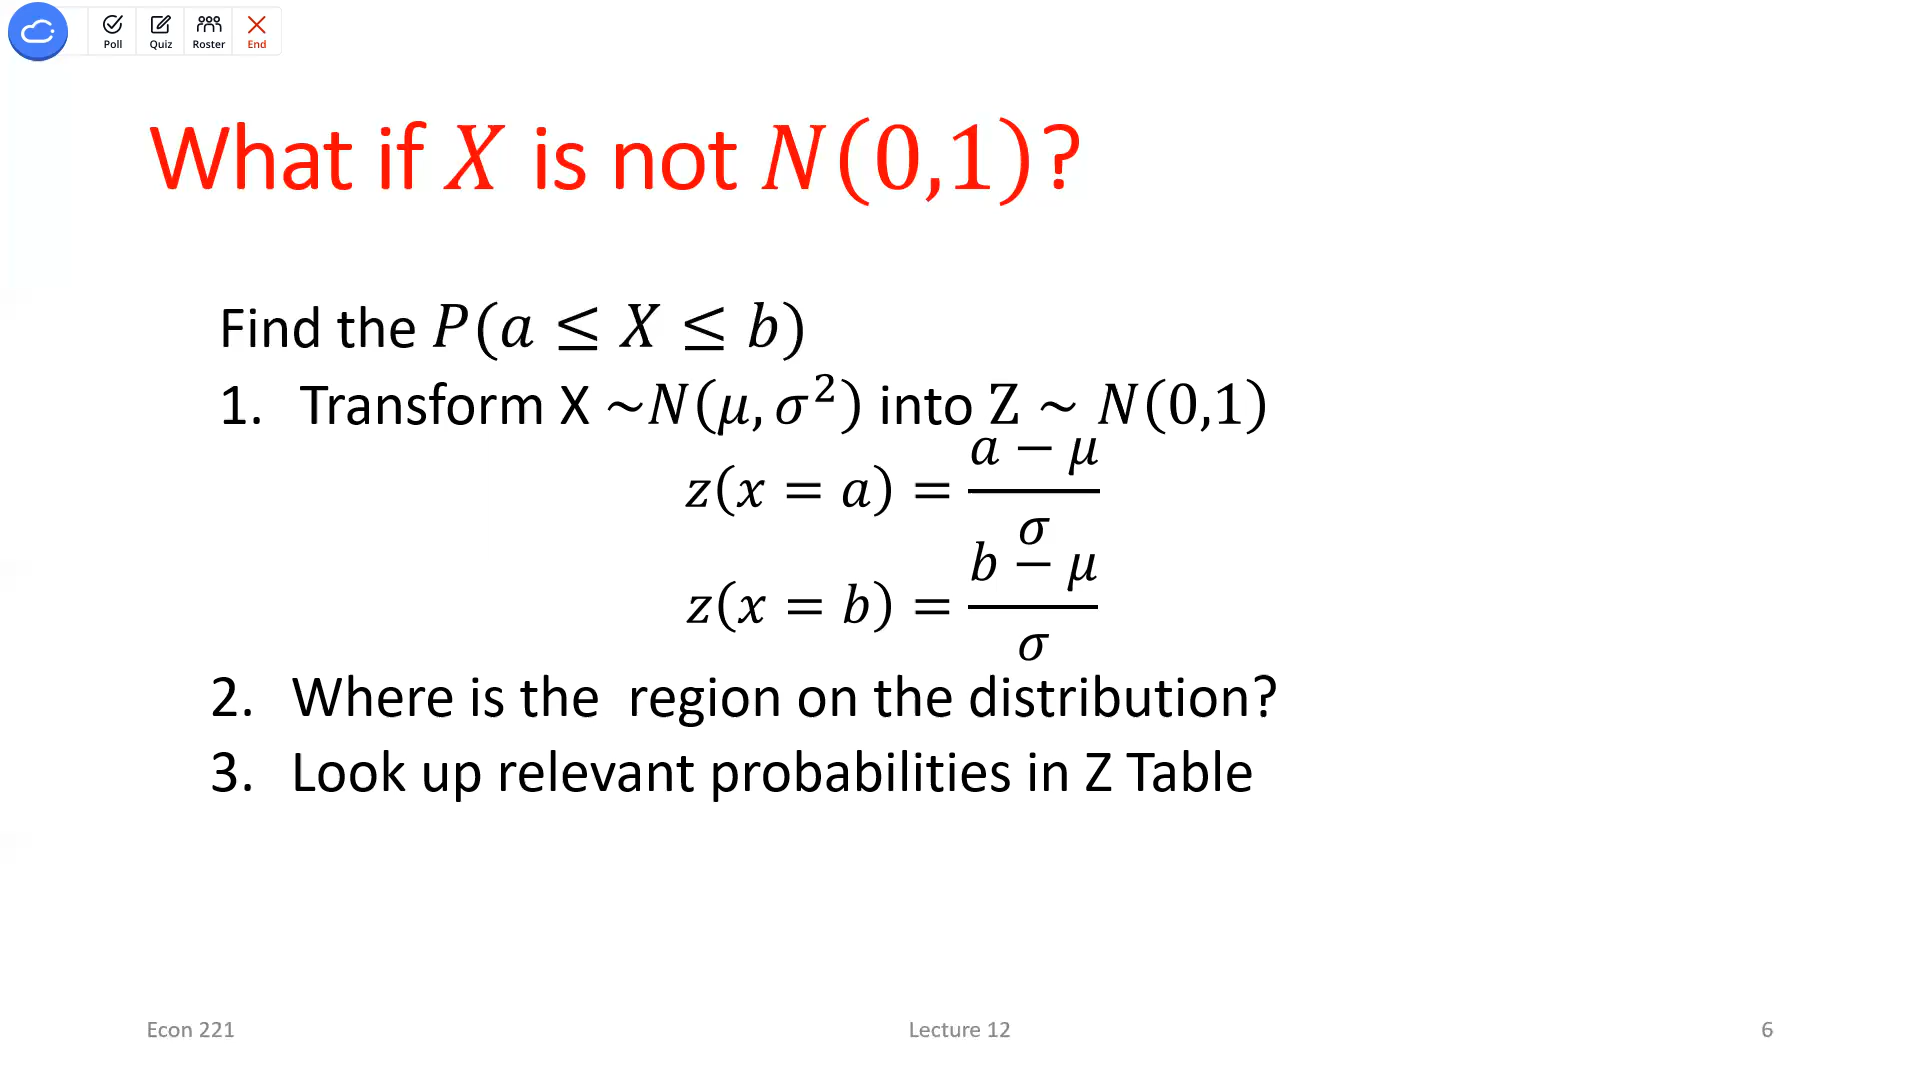 Poll Quiz Roster End
What if X is not N(0,1)?
Find the P(a ≤ X ≤ b)
1. Transform X ~N(μ, σ²) into Z ~ N(0,1)
z(x = a) = (a − μ)/σ
z(x = b) = (b − μ)/σ
2. Where is the region on the distribution?
3. Look up relevant probabilities in Z Table
Econ 221 Lecture 12 6